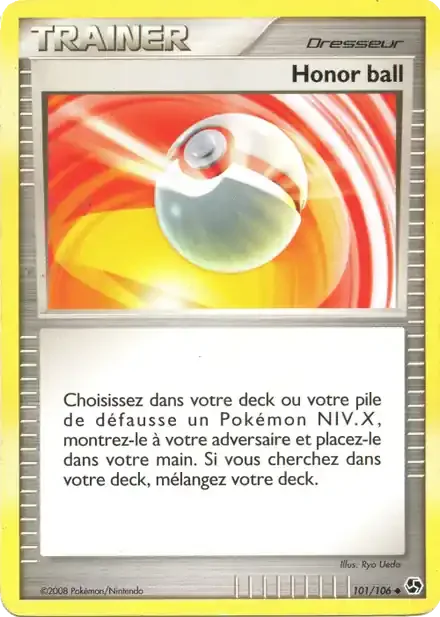 TRAINER
Dresseur
Honor ball
Choisissez dans votre deck ou votre pile
de défausse un Pokémon NIV.X,
montrez-le à votre adversaire et placez-le
dans votre main. Si vous cherchez dans
votre deck, mélangez votre deck.
Illus. Ryo Ueda
©2008 Pokémon/Nintendo
101/106